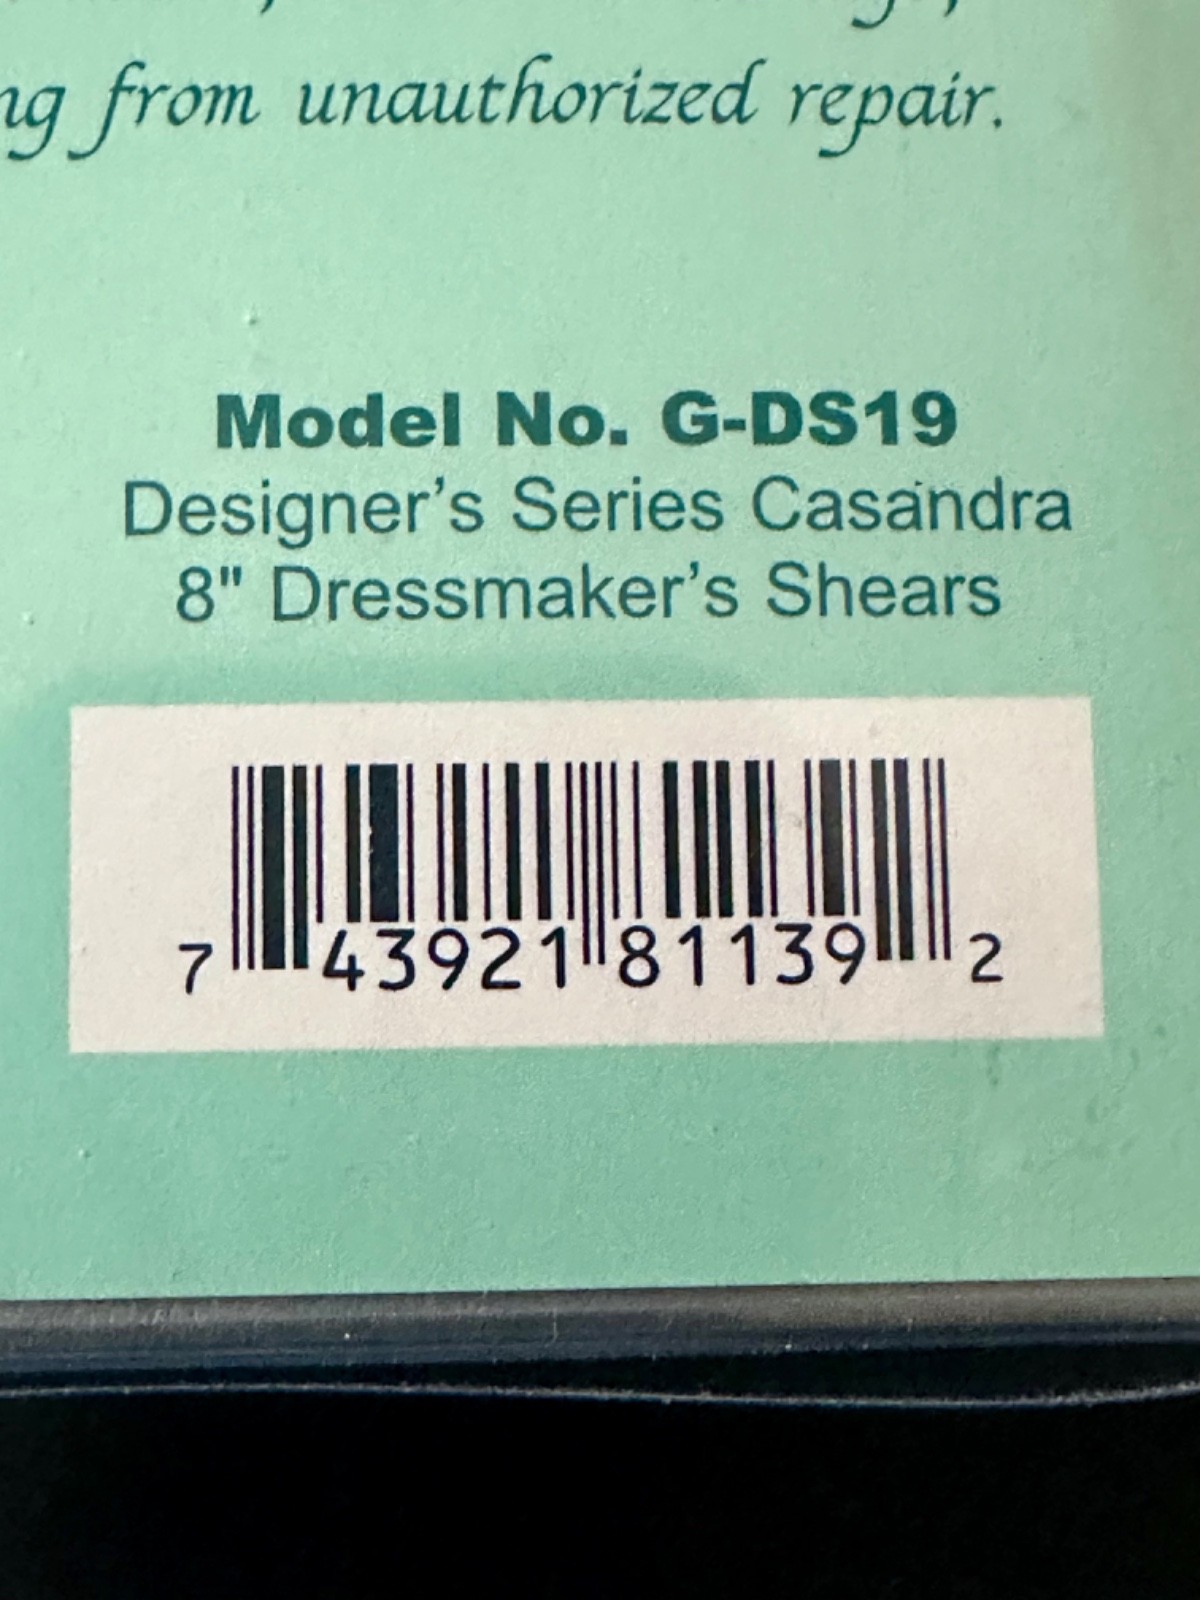 ng from unauthorized repair.
Model No. G-DS19
Designer's Series Casandra
8" Dressmaker's Shears
7 43921 81139 2